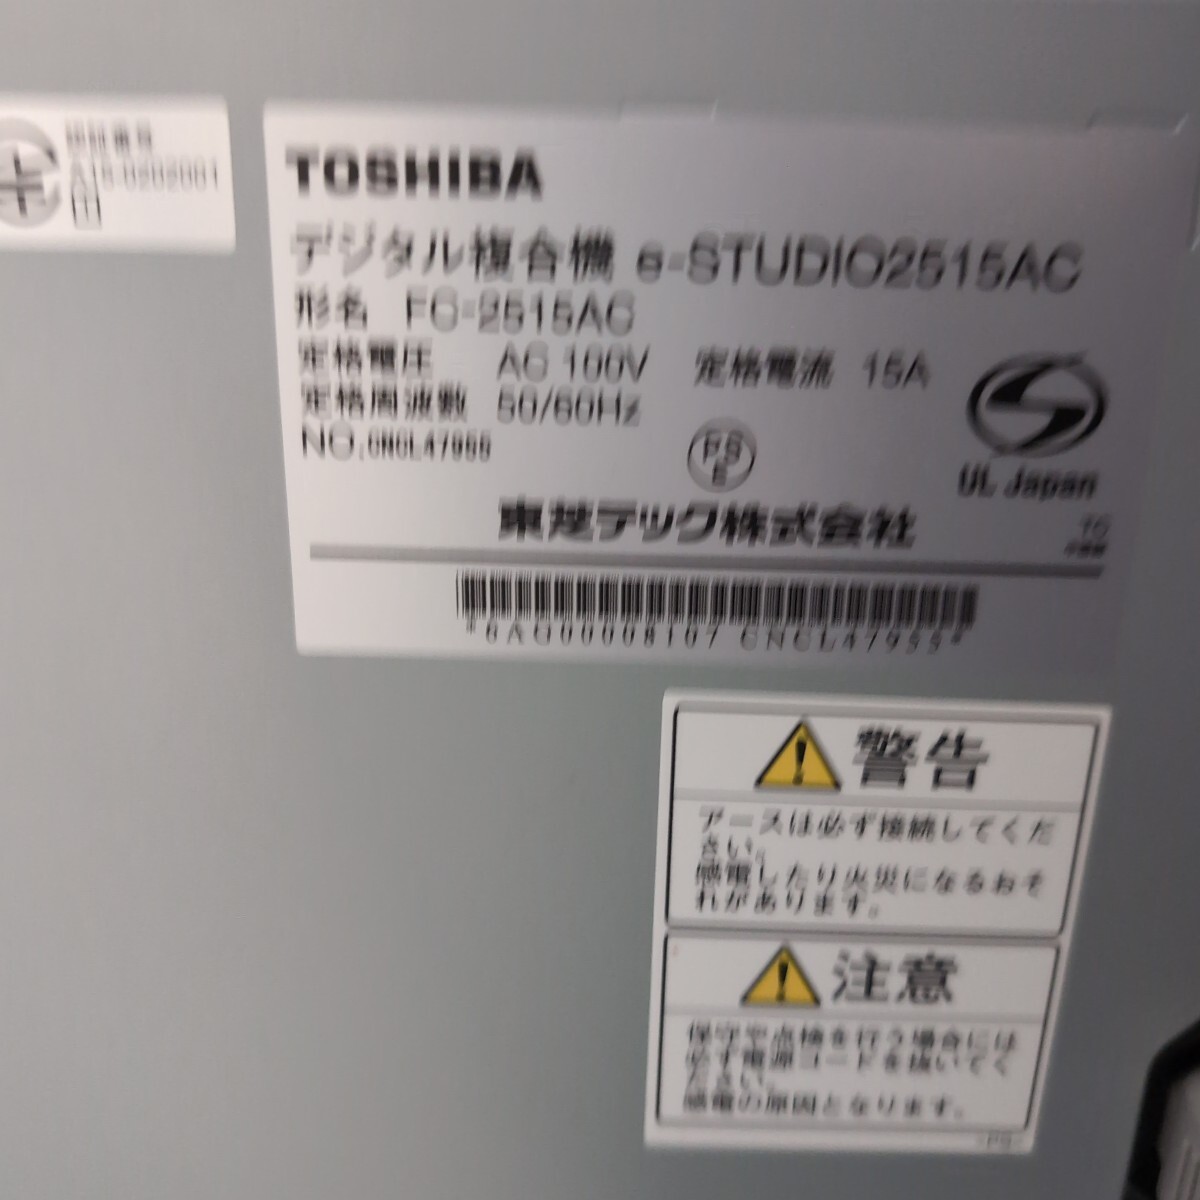 認証番号
TOSHIBA
デジタル複合機 e-STUDIO2515AC
形名 FC-2515AC
定格電圧 AC 100V 定格電流 15A
定格周波数 50/60Hz
NO. CNCL47955
PS
E
UL Japan
東芝テック株式会社
*6AG00008107 CNCL47955*
警告
アースは必ず接続してくだ
さい。
感電したり火災になるおそ
れがあります。
注意
保守や点検を行う場合には
必ず電源コードを抜いてく
ださい。
感電の原因となります。